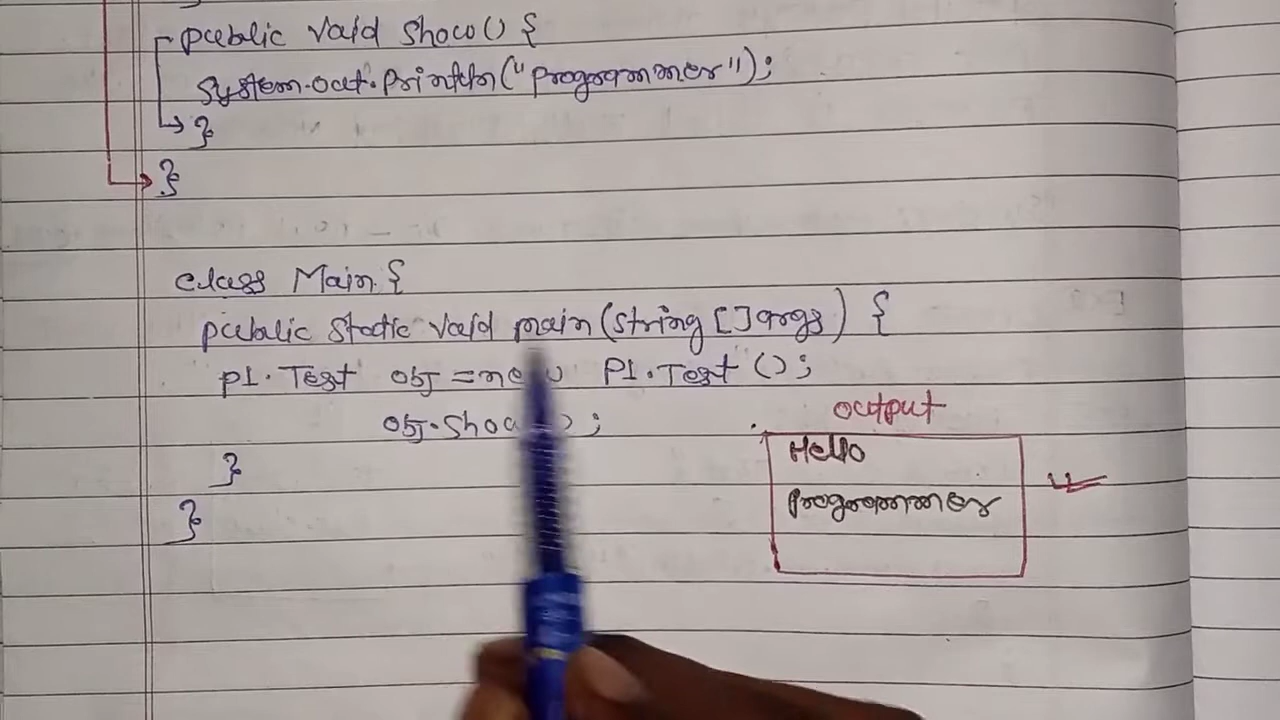 public void show() {
System.out.println("programmer");
}
}
class Main {
public static void main(string []args) {
p1.Test obj = new p1.Test ();
obj.show();
}
}
output
Hello
programmer